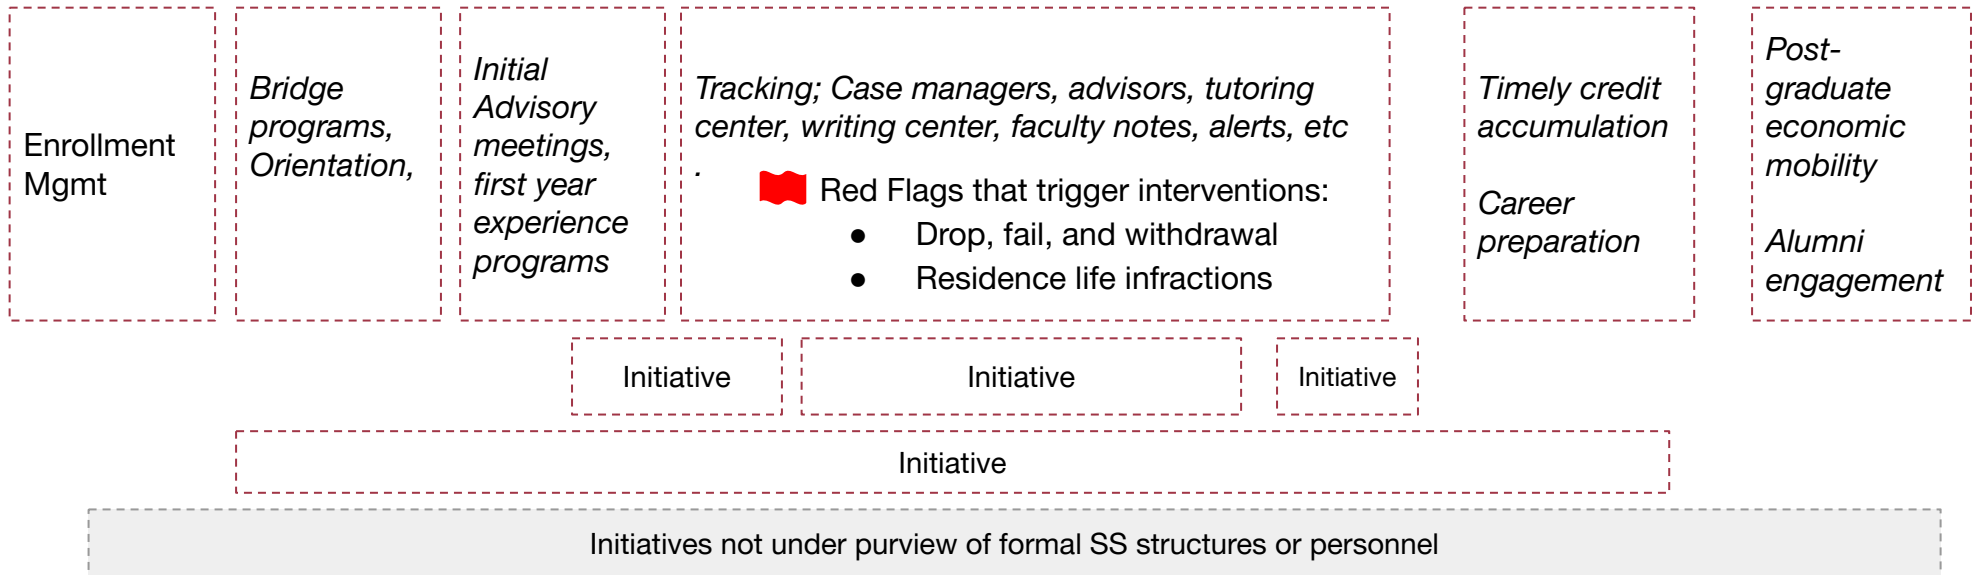 Enrollment
Mgmt
Bridge
programs,
Orientation,
Initial
Advisory
meetings,
first year
experience
programs
Tracking; Case managers, advisors, tutoring
center, writing center, faculty notes, alerts, etc
.
Red Flags that trigger interventions:
● Drop, fail, and withdrawal
● Residence life infractions
Timely credit
accumulation
Career
preparation
Post-
graduate
economic
mobility
Alumni
engagement
Initiative
Initiative
Initiative
Initiative
Initiatives not under purview of formal SS structures or personnel